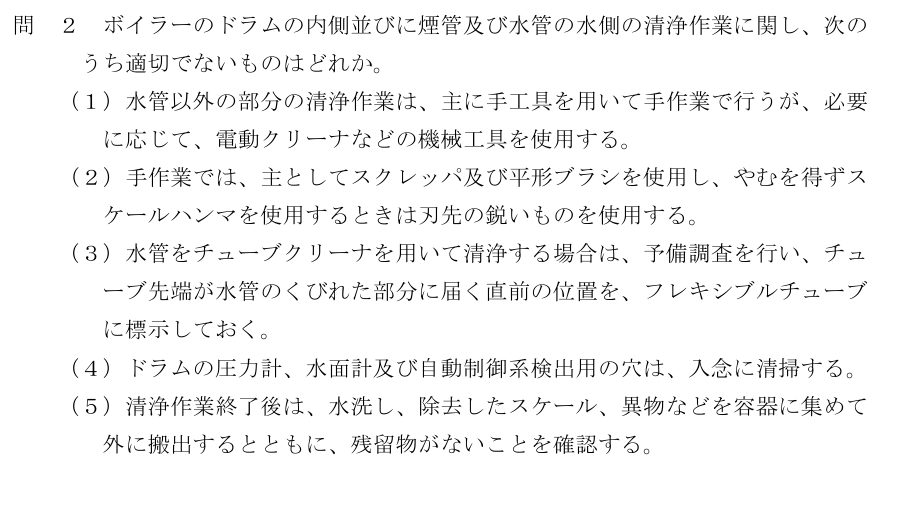 問　２　ボイラーのドラムの内側並びに煙管及び水管の水側の清浄作業に関し、次の
うち適切でないものはどれか。
（１）水管以外の部分の清浄作業は、主に手工具を用いて手作業で行うが、必要
に応じて、電動クリーナなどの機械工具を使用する。
（２）手作業では、主としてスクレッパ及び平形ブラシを使用し、やむを得ずス
ケールハンマを使用するときは刃先の鋭いものを使用する。
（３）水管をチューブクリーナを用いて清浄する場合は、予備調査を行い、チュ
ーブ先端が水管のくびれた部分に届く直前の位置を、フレキシブルチューブ
に標示しておく。
（４）ドラムの圧力計、水面計及び自動制御系検出用の穴は、入念に清掃する。
（５）清浄作業終了後は、水洗し、除去したスケール、異物などを容器に集めて
外に搬出するとともに、残留物がないことを確認する。